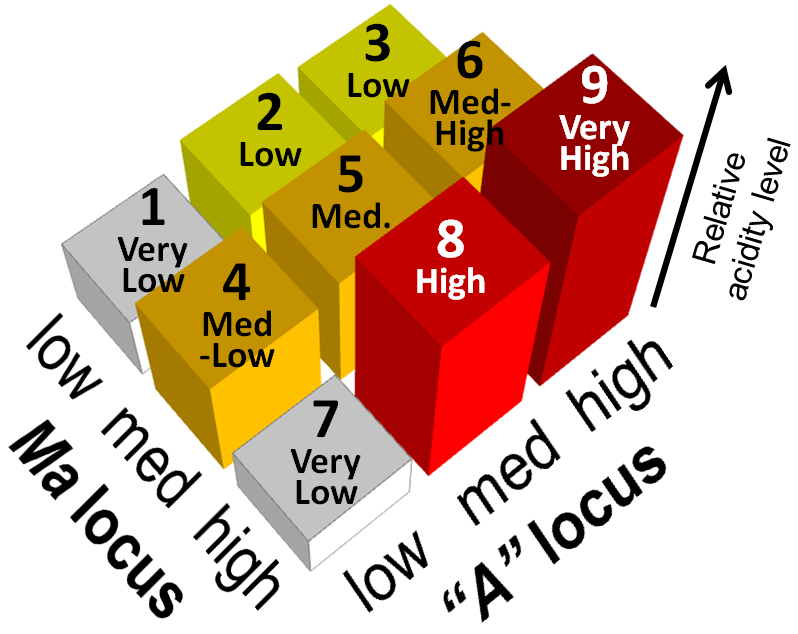 3
Low
6
Med-
High
9
Very
High
2
Low
5
Med.
8
High
1
Very
Low
4
Med
-Low
7
Very
Low
Relative
acidity level
low med high
Ma locus
low med high
“A” locus